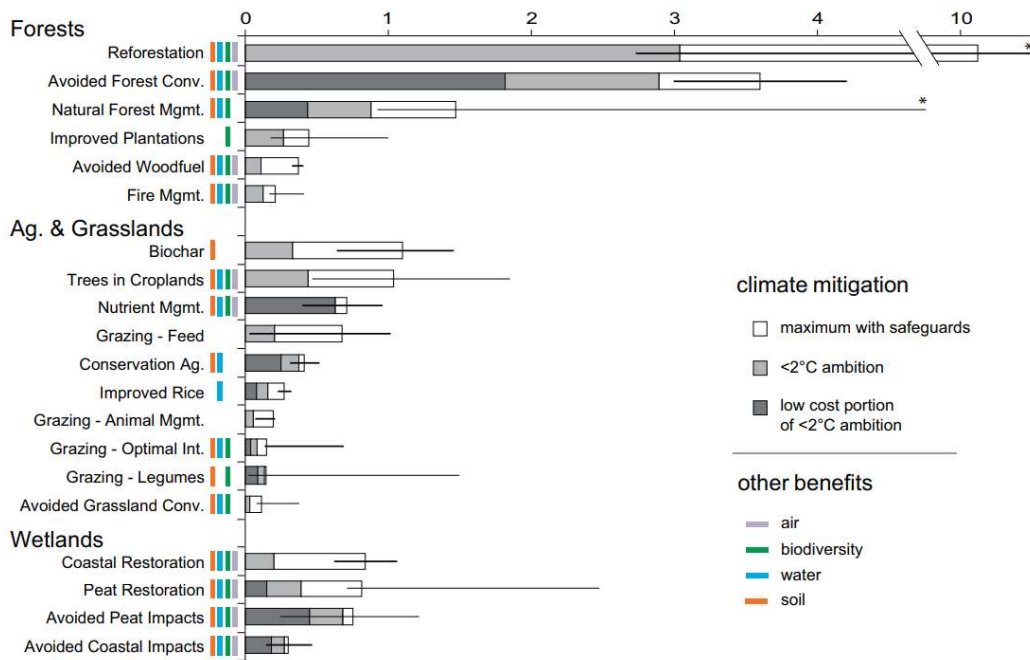 0 1 2 3 4 10
Forests
Reforestation
*
Avoided Forest Conv.
Natural Forest Mgmt.
*
Improved Plantations
Avoided Woodfuel
Fire Mgmt.
Ag. & Grasslands
Biochar
Trees in Croplands
Nutrient Mgmt.
Grazing - Feed
Conservation Ag.
Improved Rice
Grazing - Animal Mgmt.
Grazing - Optimal Int.
Grazing - Legumes
Avoided Grassland Conv.
Wetlands
Coastal Restoration
Peat Restoration
Avoided Peat Impacts
Avoided Coastal Impacts
climate mitigation
maximum with safeguards
<2°C ambition
low cost portion
of <2°C ambition
other benefits
air
biodiversity
water
soil